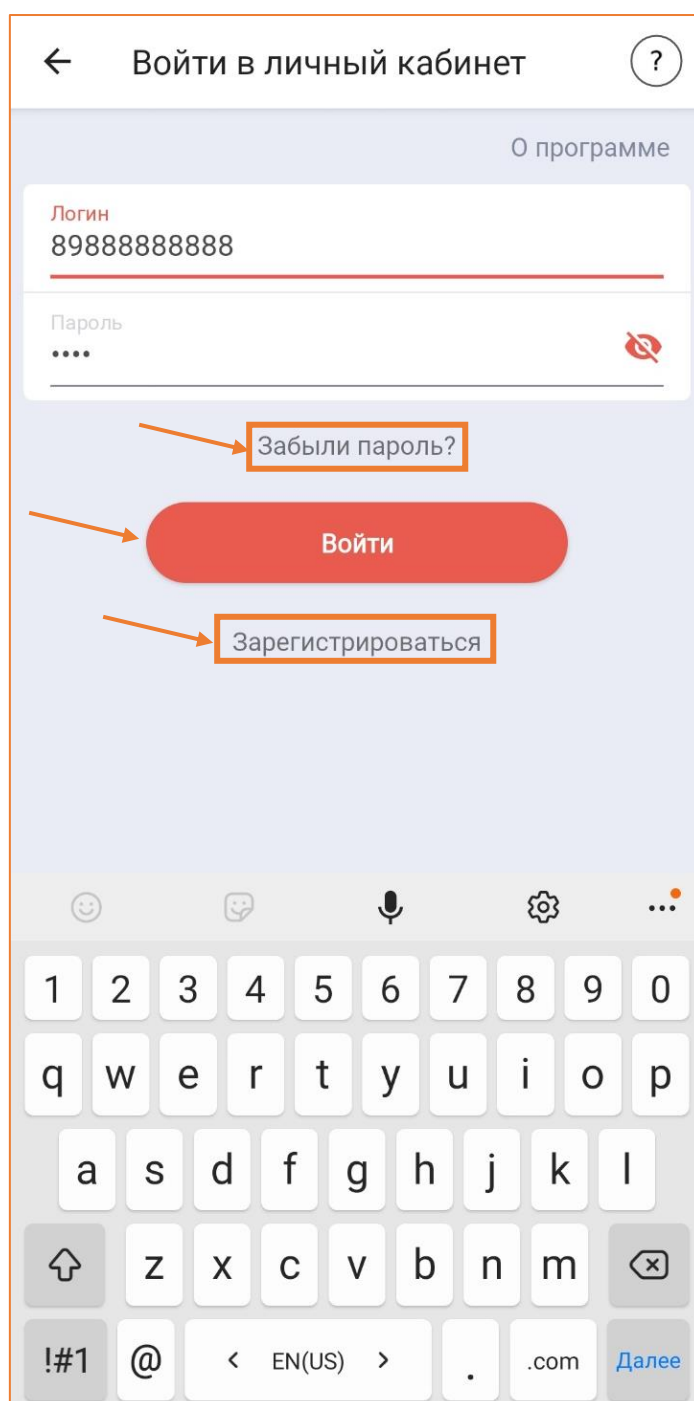 Войти в личный кабинет ?
О программе
Логин
89888888888
Пароль
••••
Забыли пароль?
Войти
Зарегистрироваться
1 2 3 4 5 6 7 8 9 0
q w e r t y u i o p
a s d f g h j k l
z x c v b n m
!#1 @ < EN(US) > . .com Далее